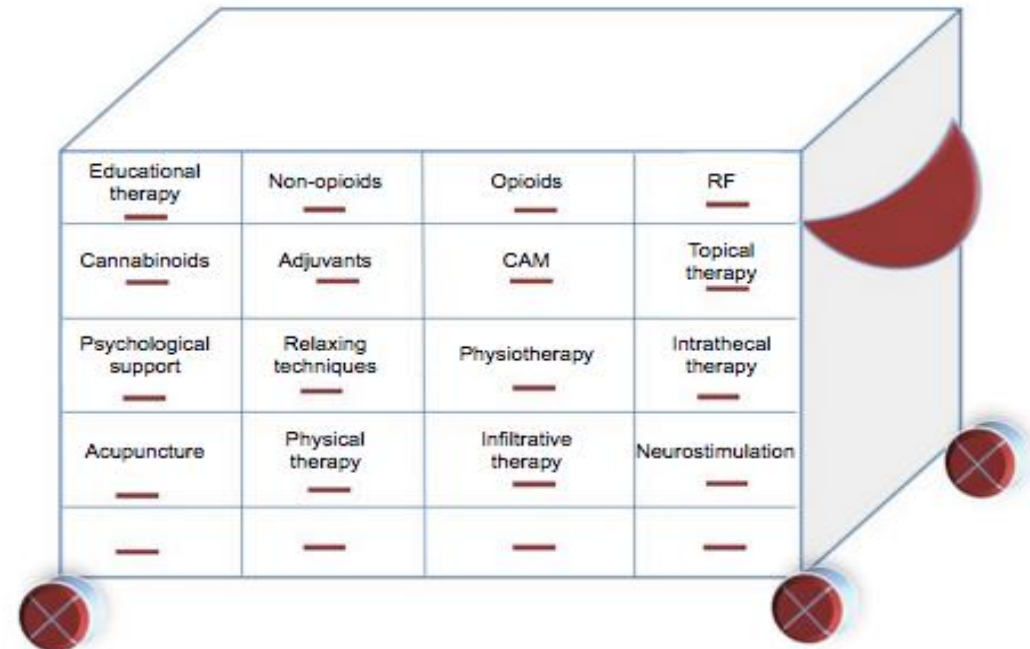 Educational
therapy
Non-opioids
Opioids
RF
Cannabinoids
Adjuvants
CAM
Topical
therapy
Psychological
support
Relaxing
techniques
Physiotherapy
Intrathecal
therapy
Acupuncture
Physical
therapy
Infiltrative
therapy
Neurostimulation